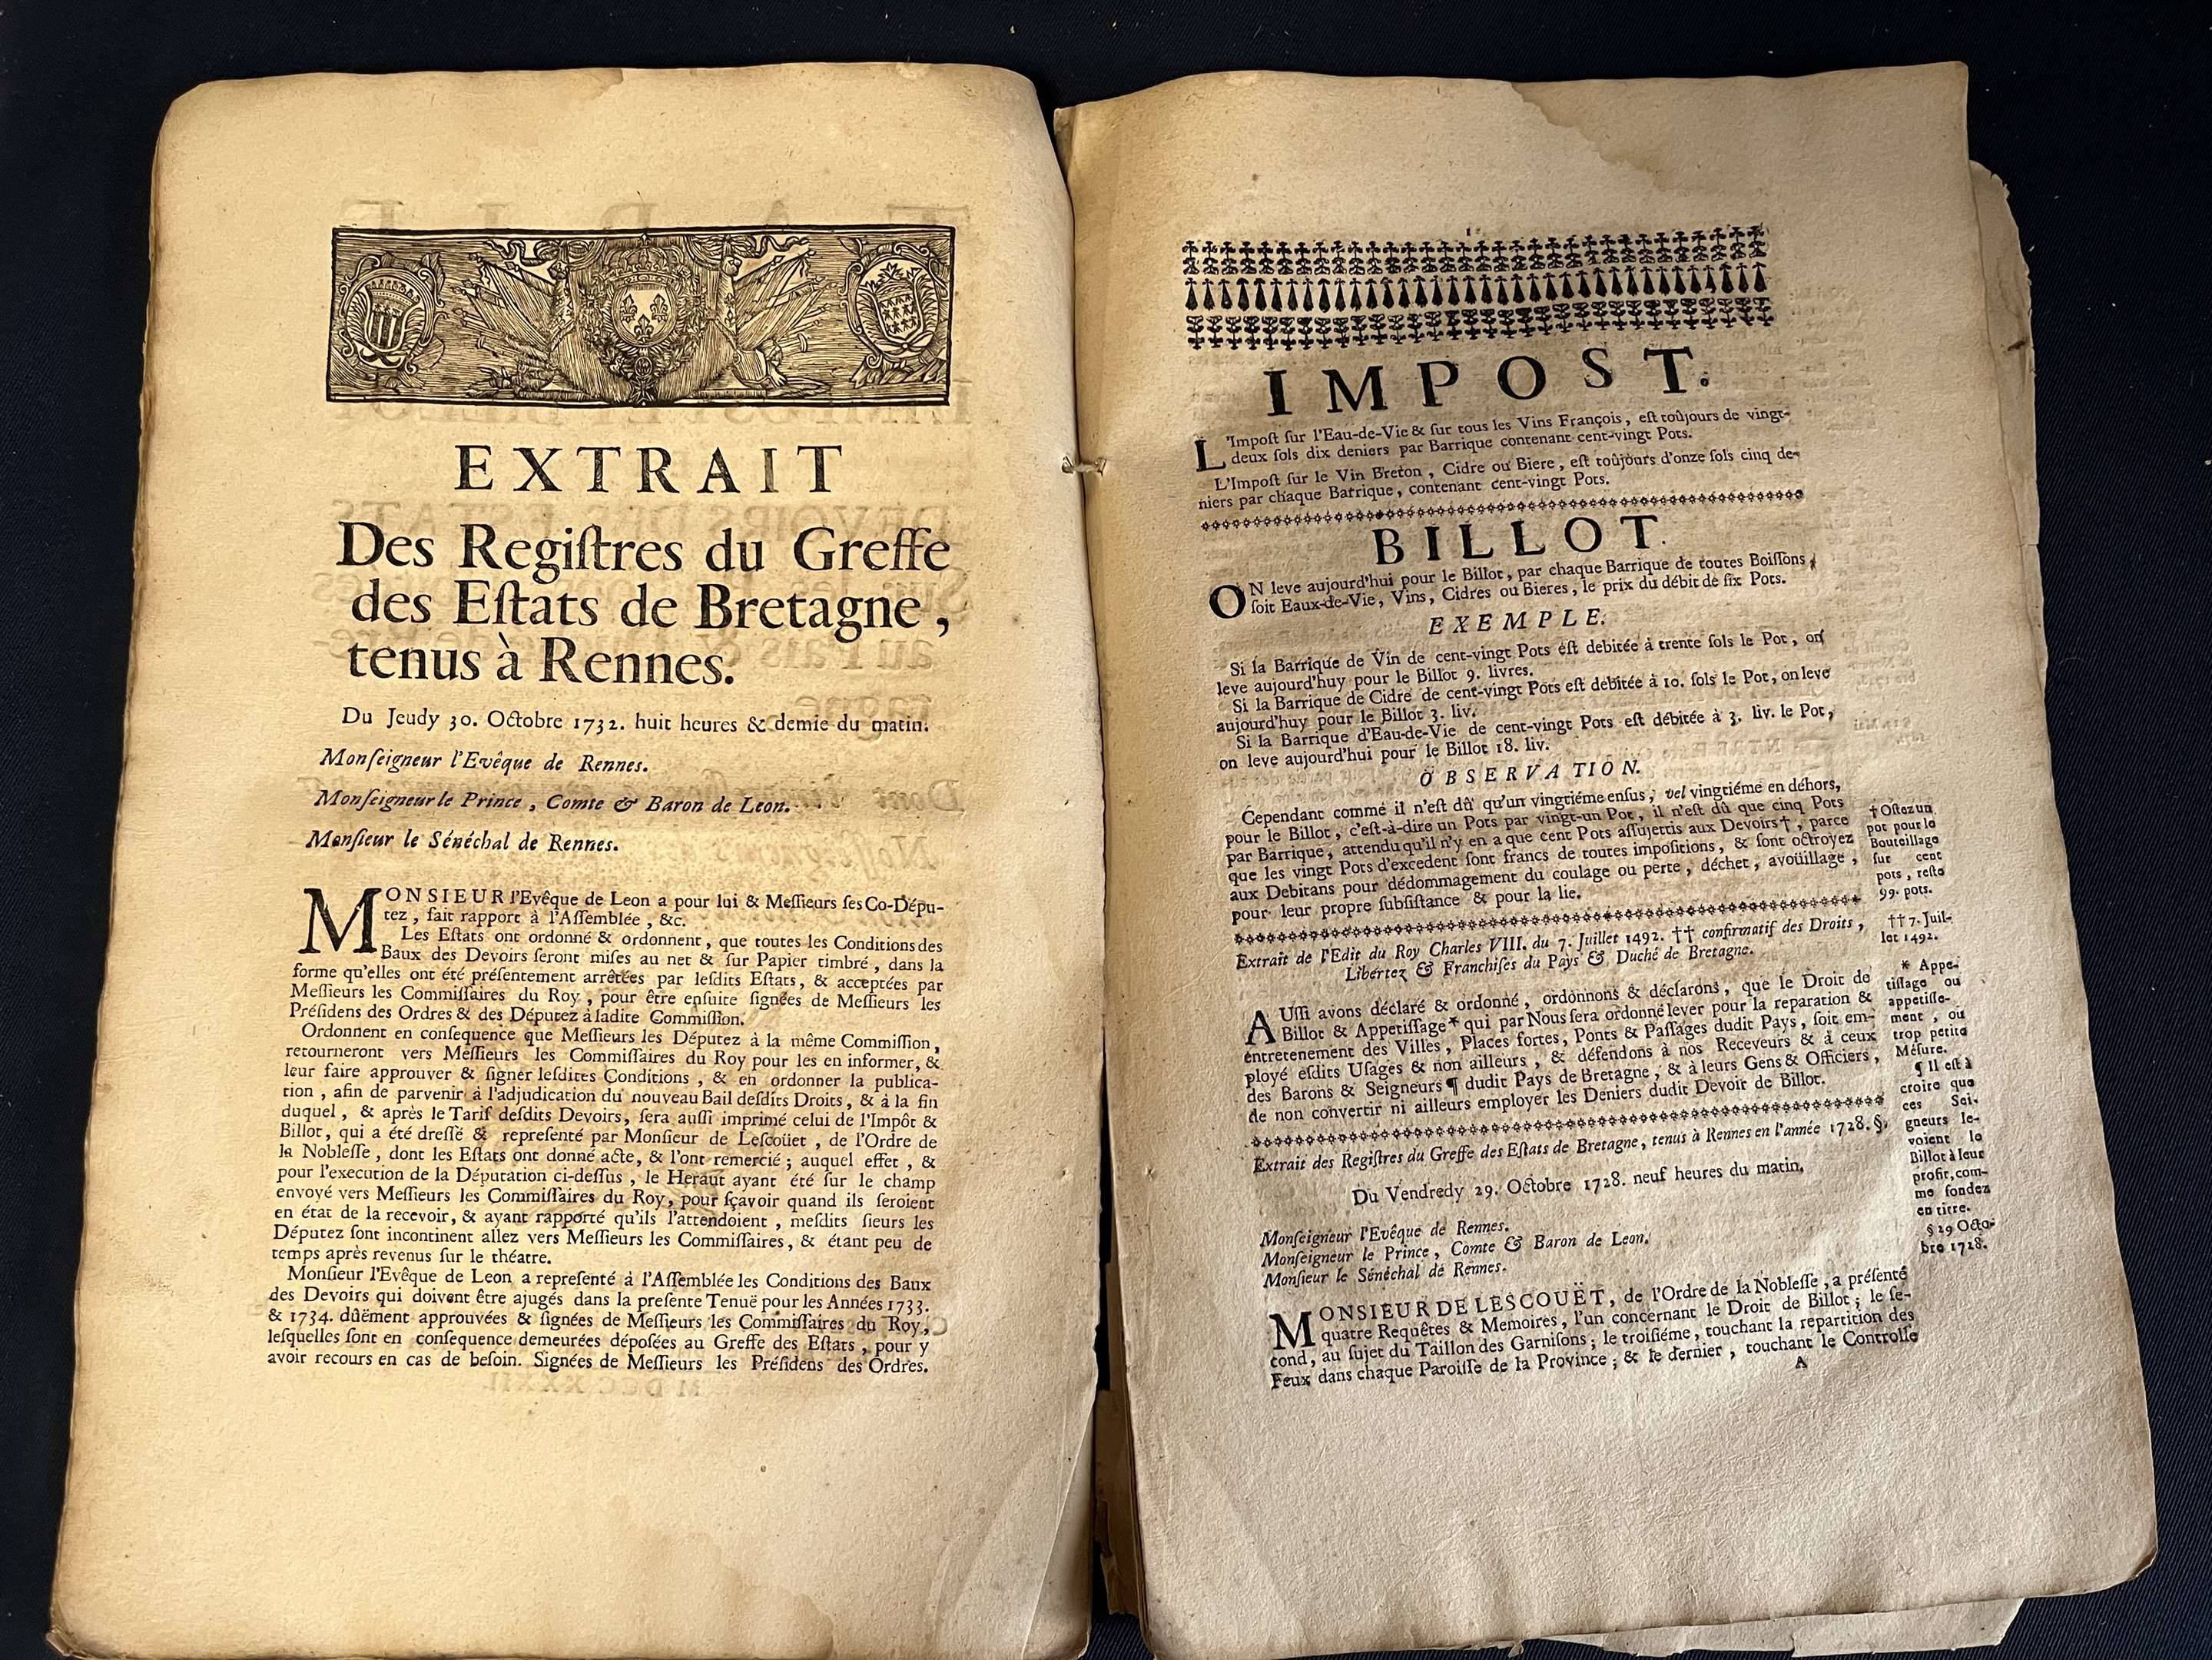 EXTRAIT
Des Regiſtres du Greffe
des Eſtats de Bretagne,
tenus à Rennes.
Du Jeudy 30. Octobre 1732. huit heures & demie du matin.
Monſeigneur l'Evêque de Rennes.
Monſeigneur le Prince, Comte & Baron de Leon.
Monſieur le Sénéchal de Rennes.
MONSIEUR l'Evêque de Leon a pour lui & Meſſieurs ſes Co-Dépu-
tez, fait rapport à l'Aſſemblée, &c.
Les Eſtats ont ordonné & ordonnent, que toutes les Conditions des
Baux des Devoirs ſeront miſes au net & ſur Papier timbré, dans la
forme qu'elles ont été préſentement arrêtées par leſdits Eſtats, & acceptées par
Meſſieurs les Commiſſaires du Roy, pour être enſuite ſignées de Meſſieurs les
Préſidens des Ordres & des Députez à ladite Commiſſion.
Ordonnent en conſequence que Meſſieurs les Députez à la même Commiſſion,
retourneront vers Meſſieurs les Commiſſaires du Roy pour les en informer, &
leur faire approuver & ſigner leſdites Conditions, & en ordonner la publica-
tion, afin de parvenir à l'adjudication du nouveau Bail deſdits Droits, & à la fin
duquel, & après le Tarif deſdits Devoirs, ſera auſſi imprimé celui de l'Impôt &
Billot, qui a été dreſſé & repreſenté par Monſieur de Leſcoüet, de l'Ordre de
la Nobleſſe, dont les Eſtats ont donné acte, & l'ont remercié; auquel effet, &
pour l'execution de la Députation ci-deſſus, le Heraut ayant été ſur le champ
envoyé vers Meſſieurs les Commiſſaires du Roy, pour ſçavoir quand ils ſeroient
en état de la recevoir, & ayant rapporté qu'ils l'attendoient, meſdits ſieurs les
Députez ſont incontinent allez vers Meſſieurs les Commiſſaires, & étant peu de
temps après revenus ſur le théatre.
Monſieur l'Evêque de Leon a repreſenté à l'Aſſemblée les Conditions des Baux
des Devoirs qui doivent être ajugés dans la preſente Tenuë pour les Années 1733.
& 1734. dûëment approuvées & ſignées de Meſſieurs les Commiſſaires du Roy,
leſquelles ſont en conſequence demeurées dépoſées au Greffe des Eſtats, pour y
avoir recours en cas de beſoin. Signées de Meſſieurs les Préſidens des Ordres.
IMPOST.
L'Impoſt ſur l'Eau-de-Vie & ſur tous les Vins François, eſt toûjours de vingt-
deux ſols dix deniers par Barrique contenant cent-vingt Pots.
L'Impoſt ſur le Vin Breton, Cidre ou Biere, eſt toûjours d'onze ſols cinq de-
niers par chaque Barrique, contenant cent-vingt Pots.
BILLOT.
ON leve aujourd'hui pour le Billot, par chaque Barrique de toutes Boiſſons,
ſoit Eaux-de-Vie, Vins, Cidres ou Bieres, le prix du débit de ſix Pots.
EXEMPLE.
Si la Barrique de Vin de cent-vingt Pots eſt debitée à trente ſols le Pot, on
leve aujourd'huy pour le Billot 9. livres.
Si la Barrique de Cidre de cent-vingt Pots eſt debitée à 10. ſols le Pot, on leve
aujourd'huy pour le Billot 3. liv.
Si la Barrique d'Eau-de-Vie de cent-vingt Pots eſt débitée à 3. liv. le Pot,
on leve aujourd'hui pour le Billot 18. liv.
OBSERVATION.
Cependant comme il n'eſt dû qu'un vingtiéme enſus, vel vingtiéme en déhors,
pour le Billot, c'eſt-à-dire un Pots par vingt-un Pot, il n'eſt dû que cinq Pots
par Barrique, attendu qu'il n'y en a que cent Pots aſſujettis aux Devoirs†, parce
que les vingt Pots d'excedent ſont francs de toutes impoſitions, & ſont octroyez
aux Debitans pour dédommagement du coulage ou perte, déchet, avoüillage,
pour leur propre ſubſiſtance & pour la lie.
† Oſtez un
pot pour le
Bouteillage
ſur cent
pots, reſte
99. pots.
Extrait de l'Edit du Roy Charles VIII. du 7. Juillet 1492. †† confirmatif des Droits,
Libertez & Franchiſes du Pays & Duché de Bretagne.
†† 7. Juil-
let 1492.
AUſſi avons déclaré & ordonné, ordonnons & déclarons, que le Droit de
Billot & Appetiſſage* qui par Nous ſera ordonné lever pour la reparation &
entretenement des Villes, Places fortes, Ponts & Paſſages dudit Pays, ſoit em-
ployé eſdits Uſages & non ailleurs, & défendons à nos Receveurs & à ceux
des Barons & Seigneurs ¶ dudit Pays de Bretagne, & à leurs Gens & Officiers,
de non convertir ni ailleurs employer les Deniers dudit Devoir de Billot.
* Appe-
tiſſage ou
appetiſſe-
ment, ou
trop petite
Méſure.
¶ Il eſt à
croire que
ces Sei-
gneurs le-
voient le
Billot à leur
profit, com-
me fondez
en titre.
Extrait des Regiſtres du Greffe des Eſtats de Bretagne, tenus à Rennes en l'année 1728. §.
Du Vendredy 29. Octobre 1728. neuf heures du matin.
§ 29 Octo-
bre 1728.
Monſeigneur l'Evêque de Rennes.
Monſeigneur le Prince, Comte & Baron de Leon.
Monſieur le Sénéchal de Rennes.
MONSIEUR DE LESCOUËT, de l'Ordre de la Nobleſſe, a préſenté
quatre Requêtes & Memoires, l'un concernant le Droit de Billot; le ſe-
cond, au ſujet du Taillon des Garniſons; le troiſiéme, touchant la repartition des
Feux dans chaque Paroiſſe de la Province; & le dernier, touchant le Controlle
A